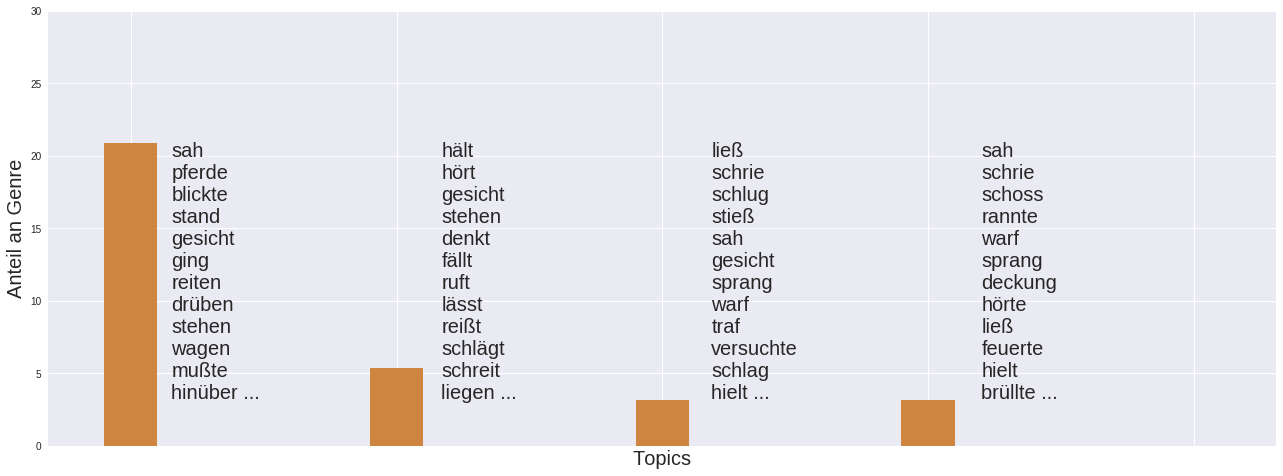 30
25
20
15
10
5
0
Anteil an Genre
sah
pferde
blickte
stand
gesicht
ging
reiten
drüben
stehen
wagen
mußte
hinüber ...
hält
hört
gesicht
stehen
denkt
fällt
ruft
lässt
reißt
schlägt
schreit
liegen ...
ließ
schrie
schlug
stieß
sah
gesicht
sprang
warf
traf
versuchte
schlag
hielt ...
sah
schrie
schoss
rannte
warf
sprang
deckung
hörte
ließ
feuerte
hielt
brüllte ...
Topics